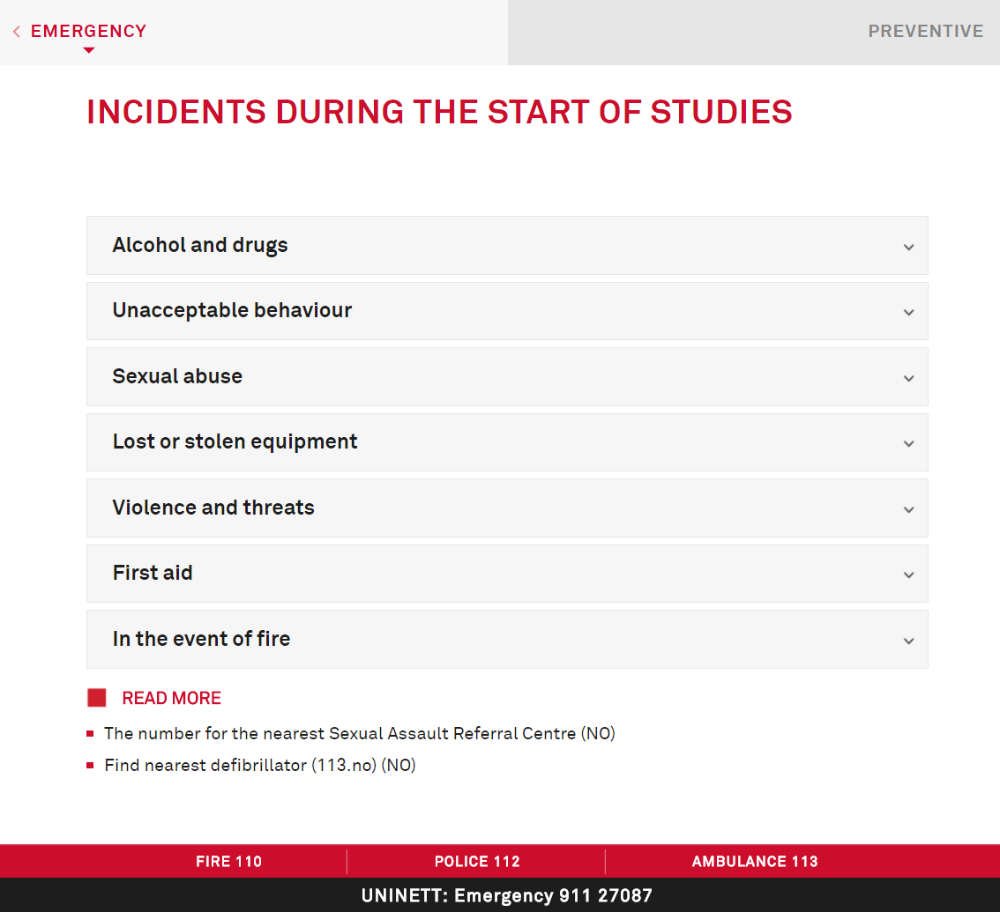 EMERGENCY
PREVENTIVE
INCIDENTS DURING THE START OF STUDIES
Alcohol and drugs
Unacceptable behaviour
Sexual abuse
Lost or stolen equipment
Violence and threats
First aid
In the event of fire
READ MORE
The number for the nearest Sexual Assault Referral Centre (NO)
Find nearest defibrillator (113.no) (NO)
FIRE 110
POLICE 112
AMBULANCE 113
UNINETT: Emergency 911 27087